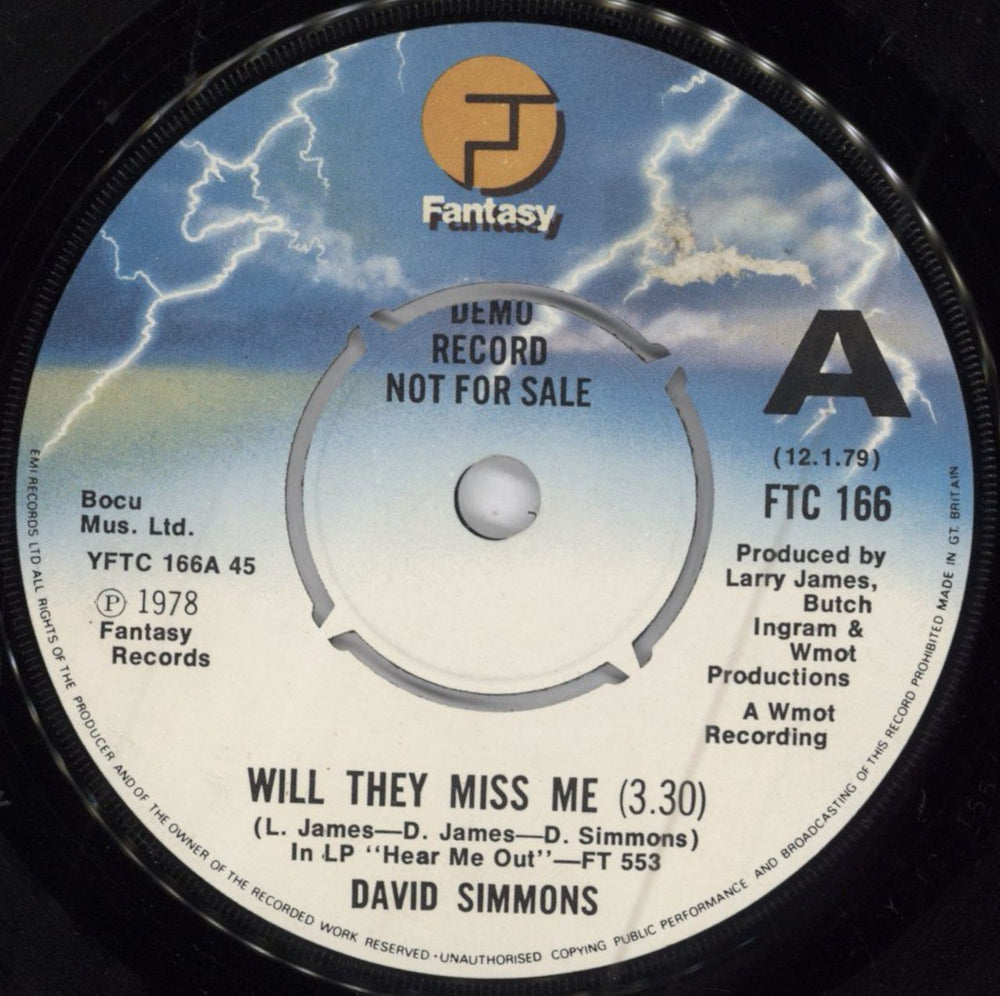 Fantasy
DEMO
RECORD
NOT FOR SALE
A
(12.1.79)
FTC 166
Bocu
Mus. Ltd.
YFTC 166A 45
Ⓟ 1978
Fantasy
Records
Produced by
Larry James,
Butch
Ingram &
Wmot
Productions
A Wmot
Recording
WILL THEY MISS ME (3.30)
(L. James—D. James—D. Simmons)
In LP “Hear Me Out”—FT 553
DAVID SIMMONS
EMI RECORDS LTD·ALL RIGHTS OF THE PRODUCER AND OF THE OWNER OF THE RECORDED WORK RESERVED·UNAUTHORISED COPYING PUBLIC PERFORMANCE AND BROADCASTING OF THIS RECORD PROHIBITED MADE IN GT. BRITAIN